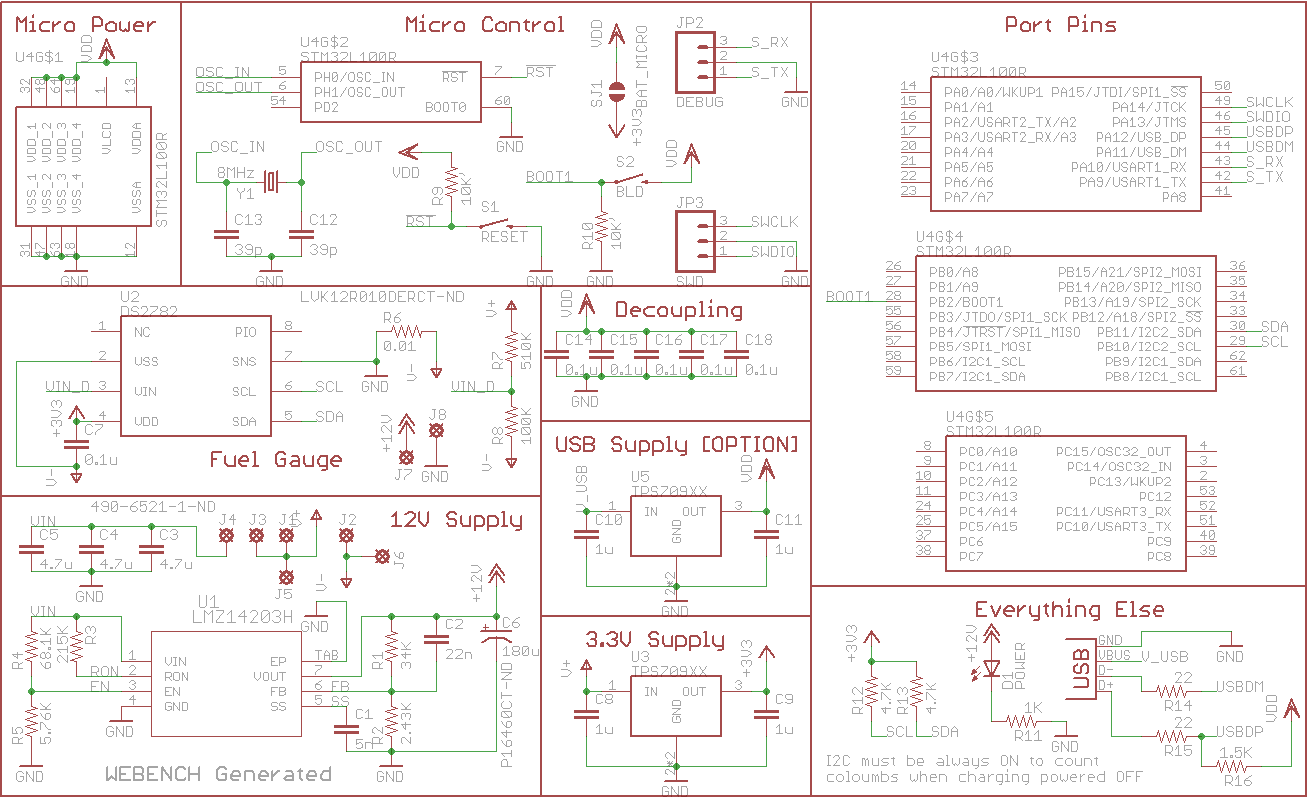 Micro Power
U4G$1
VDD
32
48
64
19
1
13
VDD_1
VDD_2
VDD_3
VDD_4
VLCD
VDDA
VSS_1
VSS_2
VSS_3
VSS_4
VSSA
STM32L100R
31
47
63
18
12
GND
Micro Control
U4G$2
STM32L100R
OSC_IN
5
PH0/OSC_IN
RST
7
RST
OSC_OUT
6
PH1/OSC_OUT
54
PD2
BOOT0
60
GND
OSC_IN
OSC_OUT
8MHz
Y1
C13
39p
C12
39p
GND
VDD
R9
10K
RST
S1
RESET
GND
VDD
SJ1
BAT_MICRO
+3V3
JP2
3
S_RX
2
1
S_TX
DEBUG
GND
BOOT1
S2
BLD
VDD
R10
10K
GND
JP3
3
SWCLK
2
1
SWDIO
SWD
GND
Port Pins
U4G$3
STM32L100R
14
PA0/A0/WKUP1
PA15/JTDI/SPI1_SS
50
15
PA1/A1
PA14/JTCK
49
SWCLK
16
PA2/USART2_TX/A2
PA13/JTMS
46
SWDIO
17
PA3/USART2_RX/A3
PA12/USB_DP
45
USBDP
20
PA4/A4
PA11/USB_DM
44
USBDM
21
PA5/A5
PA10/USART1_RX
43
S_RX
22
PA6/A6
PA9/USART1_TX
42
S_TX
23
PA7/A7
PA8
41
U4G$4
STM32L100R
26
PB0/A8
PB15/A21/SPI2_MOSI
36
27
PB1/A9
PB14/A20/SPI2_MISO
35
BOOT1
28
PB2/BOOT1
PB13/A19/SPI2_SCK
34
55
PB3/JTDO/SPI1_SCK
PB12/A18/SPI2_SS
33
56
PB4/JTRST/SPI1_MISO
PB11/I2C2_SDA
30
SDA
57
PB5/SPI1_MOSI
PB10/I2C2_SCL
29
SCL
58
PB6/I2C1_SCL
PB9/I2C1_SDA
62
59
PB7/I2C1_SDA
PB8/I2C1_SCL
61
U4G$5
STM32L100R
8
PC0/A10
PC15/OSC32_OUT
4
9
PC1/A11
PC14/OSC32_IN
3
10
PC2/A12
PC13/WKUP2
2
11
PC3/A13
PC12
53
24
PC4/A14
PC11/USART3_RX
52
25
PC5/A15
PC10/USART3_TX
51
37
PC6
PC9
40
38
PC7
PC8
39
U2
DS2782
1
NC
PIO
8
2
VSS
SNS
7
VIN_D
3
VIN
SCL
6
SCL
4
VDD
SDA
5
SDA
+3V3
C7
0.1u
V-
LVK12R010DERCT-ND
R6
0.01
GND
V-
V+
R7
510K
VIN_D
R8
100K
V-
+12V
J7
J8
GND
Fuel Gauge
Decoupling
VDD
C14
C15
C16
C17
C18
0.1u
0.1u
0.1u
0.1u
0.1u
GND
USB Supply [OPTION]
V_USB
U5
TPS709XX
VDD
1
IN
OUT
3
GND
2*2
C10
1u
C11
1u
GND
3.3V Supply
V+
U3
TPS709XX
+3V3
1
IN
OUT
3
GND
2*2
C8
1u
C9
1u
GND
490-6521-1-ND
VIN
C5
C4
C3
4.7u
4.7u
4.7u
GND
J4
J3
J1
V+
J2
J5
V-
J6
12V Supply
VIN
R4
68.1K
R3
215K
RON
EN
R5
5.76K
GND
U1
LMZ14203H
1
VIN
2
RON
3
EN
4
GND
GND
EP
TAB
VOUT
7
FB
6
FB
SS
5
SS
GND
C1
5n
R1
34K
R2
2.43K
C2
22n
+12V
C6
180u
P16460CT-ND
GND
WEBENCH Generated
Everything Else
+3V3
R12
4.7K
R13
4.7K
SCL
SDA
+12V
D1
POWER
1K
R11
GND
USB
GND
VBUS
D-
D+
V_USB
GND
22
R14
USBDM
22
R15
USBDP
VDD
1.5K
R16
I2C must be always ON to count
coloumbs when charging powered OFF